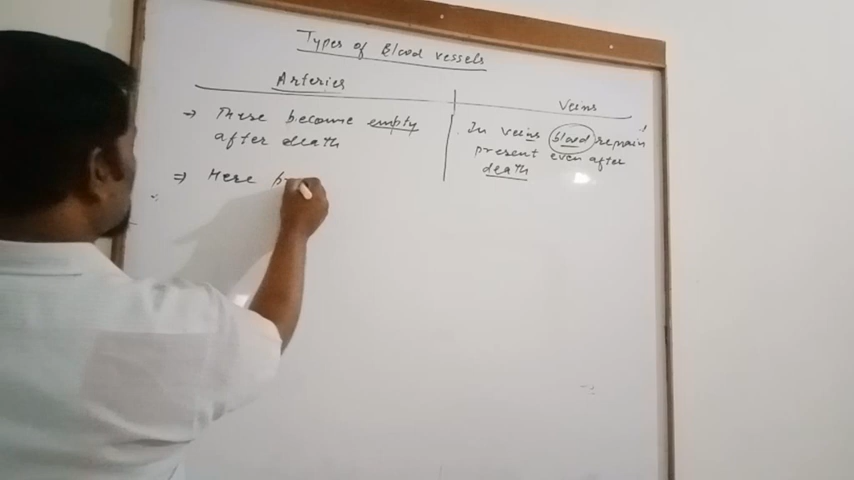 Types of Blood vessels
Arteries
Veins
→ These become empty
after death
In veins blood remain
present even after
death
⇒ Here